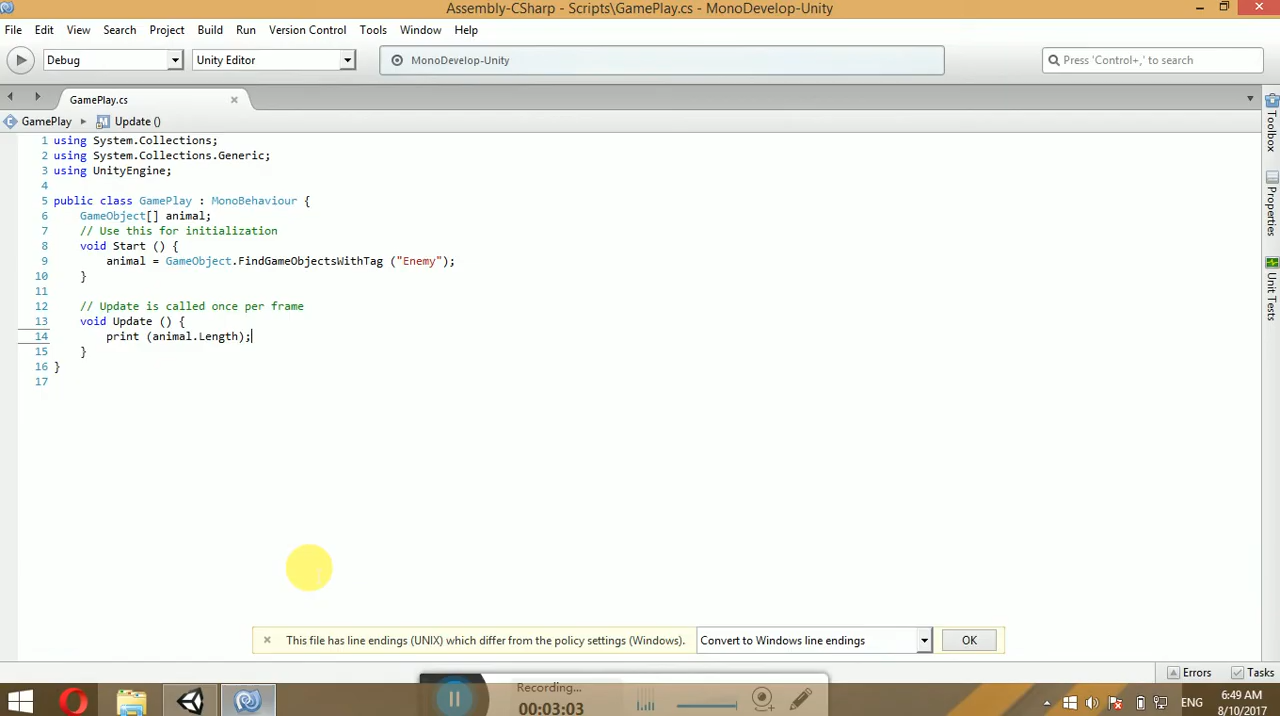 Assembly-CSharp - Scripts\GamePlay.cs - MonoDevelop-Unity
File Edit View Search Project Build Run Version Control Tools Window Help
Debug Unity Editor MonoDevelop-Unity Press 'Control+,' to search
GamePlay.cs
GamePlay Update ()
1 using System.Collections;
2 using System.Collections.Generic;
3 using UnityEngine;
4
5 public class GamePlay : MonoBehaviour {
6 GameObject[] animal;
7 // Use this for initialization
8 void Start () {
9 animal = GameObject.FindGameObjectsWithTag ("Enemy");
10 }
11
12 // Update is called once per frame
13 void Update () {
14 print (animal.Length);
15 }
16 }
17
Toolbox
Properties
Unit Tests
This file has line endings (UNIX) which differ from the policy settings (Windows). Convert to Windows line endings OK
Errors Tasks
Recording...
00:03:03
ENG
6:49 AM
8/10/2017